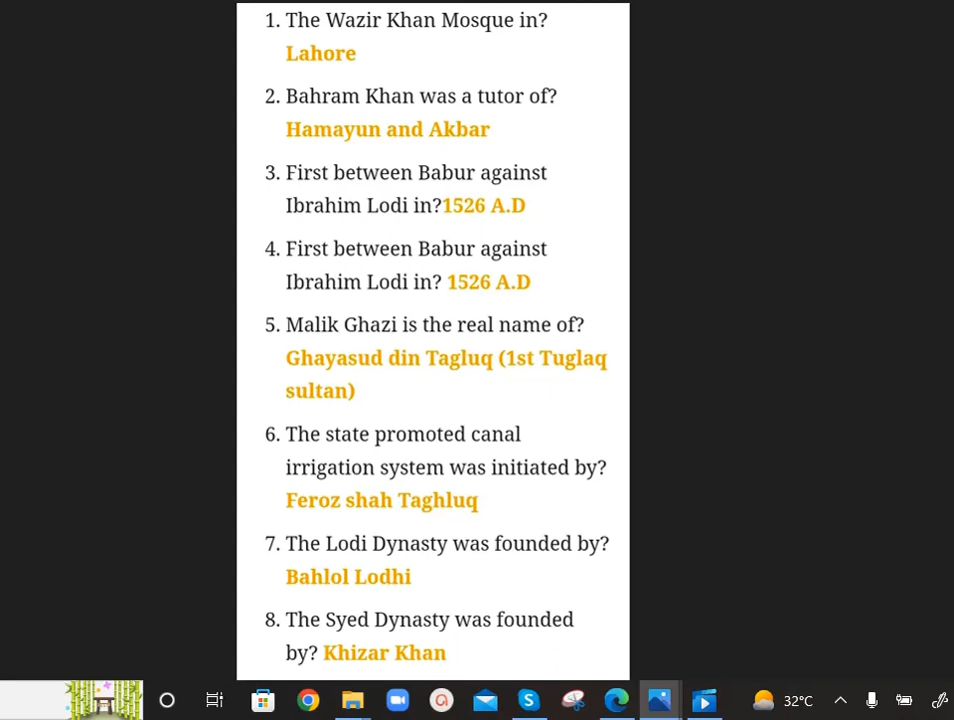 1. The Wazir Khan Mosque in?
Lahore
2. Bahram Khan was a tutor of?
Hamayun and Akbar
3. First between Babur against
Ibrahim Lodi in?1526 A.D
4. First between Babur against
Ibrahim Lodi in? 1526 A.D
5. Malik Ghazi is the real name of?
Ghayasud din Tagluq (1st Tuglaq
sultan)
6. The state promoted canal
irrigation system was initiated by?
Feroz shah Taghluq
7. The Lodi Dynasty was founded by?
Bahlol Lodhi
8. The Syed Dynasty was founded
by? Khizar Khan
32°C